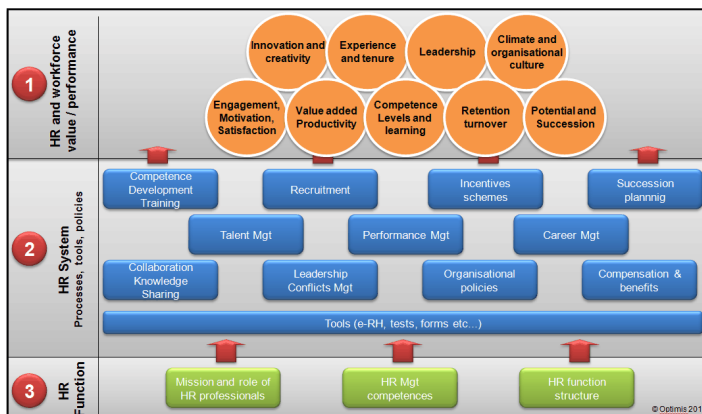 1
HR and workforce
value / performance
Innovation and
creativity
Experience
and tenure
Leadership
Climate and
organisational
culture
Engagement,
Motivation,
Satisfaction
Value added
Productivity
Competence
Levels and
learning
Retention
turnover
Potential and
Succession
2
HR System
Processes, tools, policies
Competence
Development
Training
Recruitment
Incentives
schemes
Succession
plannnig
Talent Mgt
Performance Mgt
Career Mgt
Collaboration
Knowledge
Sharing
Leadership
Conflicts Mgt
Organisational
policies
Compensation &
benefits
Tools (e-RH, tests, forms etc...)
3
HR
Function
Mission and role of
HR professionals
HR Mgt
competences
HR function
structure
© Optimis 201